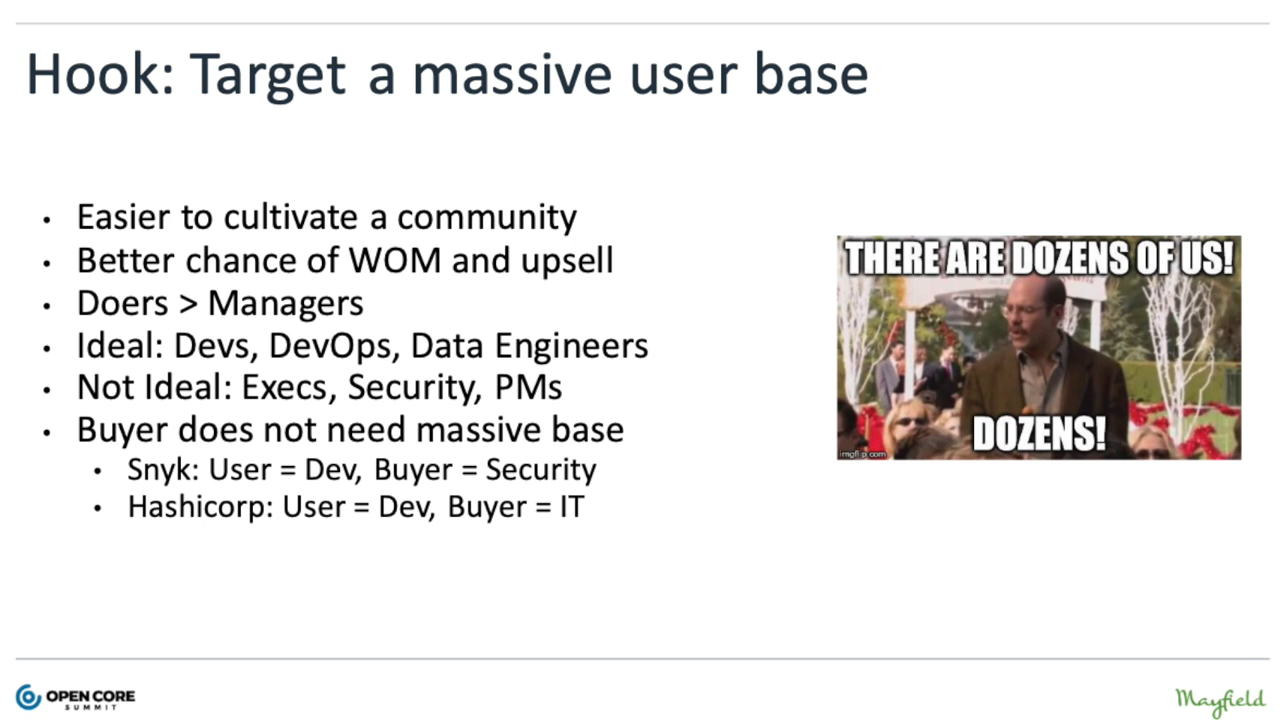 Hook: Target a massive user base
• Easier to cultivate a community
• Better chance of WOM and upsell
• Doers > Managers
• Ideal: Devs, DevOps, Data Engineers
• Not Ideal: Execs, Security, PMs
• Buyer does not need massive base
• Snyk: User = Dev, Buyer = Security
• Hashicorp: User = Dev, Buyer = IT
THERE ARE DOZENS OF US!
DOZENS!
imgflip.com
OPEN CORE
SUMMIT
Mayfield